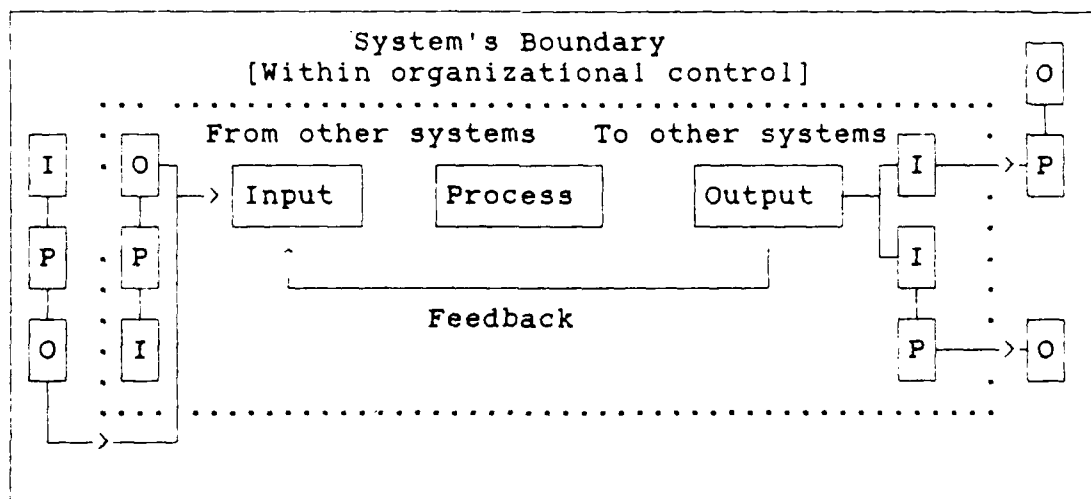 System's Boundary
[Within organizational control]
O
From other systems To other systems
I O Input Process Output I P
P P I
Feedback
O I P O